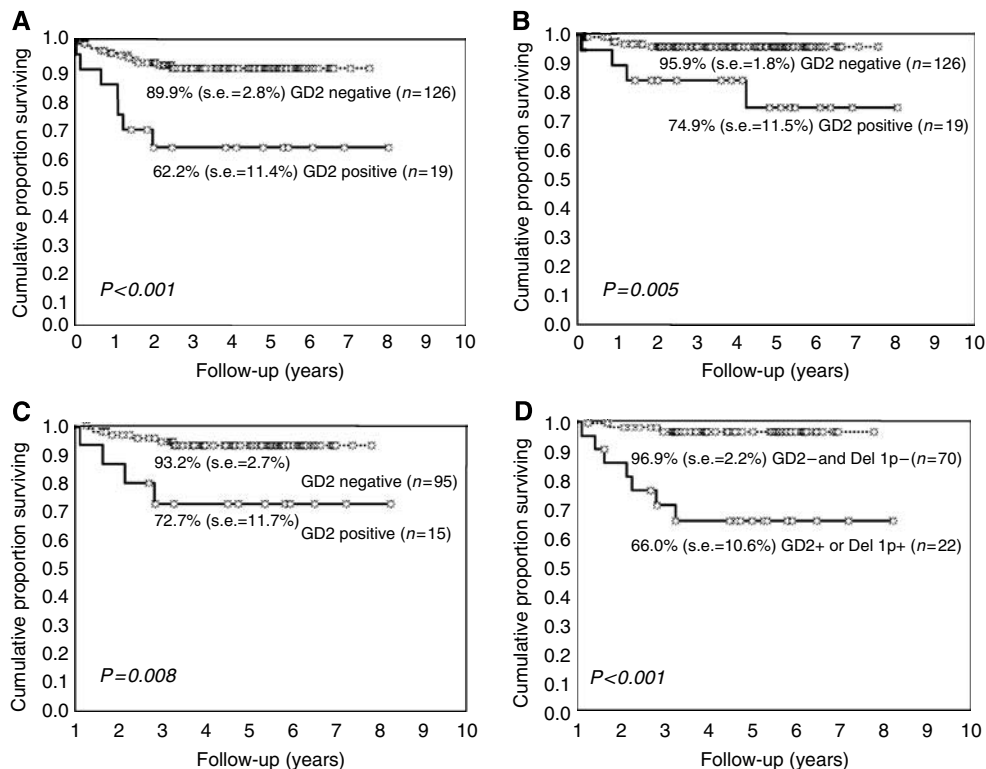 A
Cumulative proportion surviving
1.0
0.9
0.8
0.7
0.6
0.5
0.4
0.3
0.2
0.1
0.0
89.9% (s.e.=2.8%) GD2 negative (n=126)
62.2% (s.e.=11.4%) GD2 positive (n=19)
P<0.001
0 1 2 3 4 5 6 7 8 9 10
Follow-up (years)
B
Cumulative proportion surviving
1.0
0.9
0.8
0.7
0.6
0.5
0.4
0.3
0.2
0.1
0.0
95.9% (s.e.=1.8%) GD2 negative (n=126)
74.9% (s.e.=11.5%) GD2 positive (n=19)
P=0.005
0 1 2 3 4 5 6 7 8 9 10
Follow-up (years)
C
Cumulative proportion surviving
1.0
0.9
0.8
0.7
0.6
0.5
0.4
0.3
0.2
0.1
0.0
93.2% (s.e.=2.7%)
GD2 negative (n=95)
72.7% (s.e.=11.7%)
GD2 positive (n=15)
P=0.008
1 1 2 3 4 5 6 7 8 9 10
Follow-up (years)
D
Cumulative proportion surviving
1.0
0.9
0.8
0.7
0.6
0.5
0.4
0.3
0.2
0.1
0.0
96.9% (s.e.=2.2%) GD2−and Del 1p−(n=70)
66.0% (s.e.=10.6%) GD2+ or Del 1p+ (n=22)
P<0.001
1 1 2 3 4 5 6 7 8 9 10
Follow-up (years)